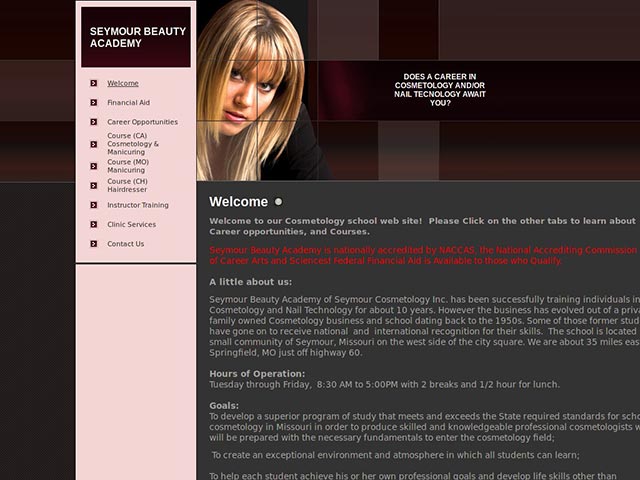 SEYMOUR BEAUTY
ACADEMY
Welcome
Financial Aid
Career Opportunities
Course (CA)
Cosmetology &
Manicuring
Course (MO)
Manicuring
Course (CH)
Hairdresser
Instructor Training
Clinic Services
Contact Us
DOES A CAREER IN
COSMETOLOGY AND/OR
NAIL TECNOLOGY AWAIT
YOU?
Welcome
Welcome to our Cosmetology school web site!  Please Click on the other tabs to learn about
Career opportunities, and Courses.
Seymour Beauty Academy is nationally accredited by NACCAS, the National Accrediting Commission
of Career Arts and Sciencest Federal Financial Aid is Available to those who Qualify.
A little about us:
Seymour Beauty Academy of Seymour Cosmetology Inc. has been successfully training individuals in
Cosmetology and Nail Technology for about 10 years. However the business has evolved out of a
family owned Cosmetology business and school dating back to the 1950s. Some of those former
have gone on to receive national  and  international recognition for their skills.  The school is located
small community of Seymour, Missouri on the west side of the city square. We are about 35 miles
Springfield, MO just off highway 60.
Hours of Operation:
Tuesday through Friday,  8:30 AM to 5:00PM with 2 breaks and 1/2 hour for lunch.
Goals:
To develop a superior program of study that meets and exceeds the State required standards for
cosmetology in Missouri in order to produce skilled and knowledgeable professional cosmetologists
will be prepared with the necessary fundamentals to enter the cosmetology field;
To create an exceptional environment and atmosphere in which all students can learn;
To help each student achieve his or her own professional goals and develop life skills other than